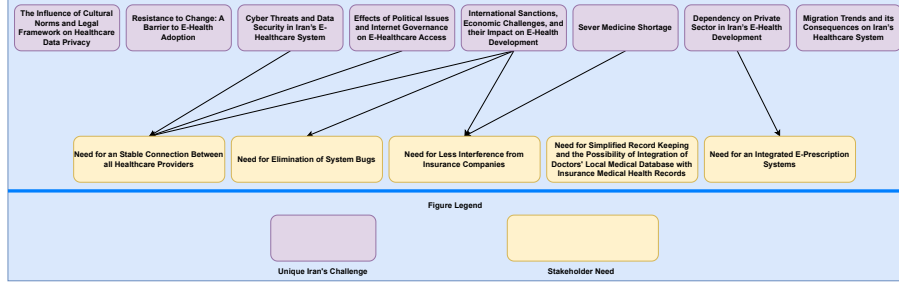 The Influence of Cultural
Norms and Legal
Framework on Healthcare
Data Privacy
Resistance to Change: A
Barrier to E-Health
Adoption
Cyber Threats and Data
Security in Iran's E-
Healthcare System
Effects of Political Issues
and Internet Governance
on E-Healthcare Access
International Sanctions,
Economic Challenges, and
their Impact on E-Health
Development
Sever Medicine Shortage
Dependency on Private
Sector in Iran's E-Health
Development
Migration Trends and its
Consequences on Iran's
Healthcare System
Need for an Stable Connection Between
all Healthcare Providers
Need for Elimination of System Bugs
Need for Less Interference from
Insurance Companies
Need for Simplified Record Keeping
and the Possibility of Integration of
Doctors' Local Medical Database with
Insurance Medical Health Records
Need for an Integrated E-Prescription
Systems
Figure Legend
Unique Iran's Challenge
Stakeholder Need